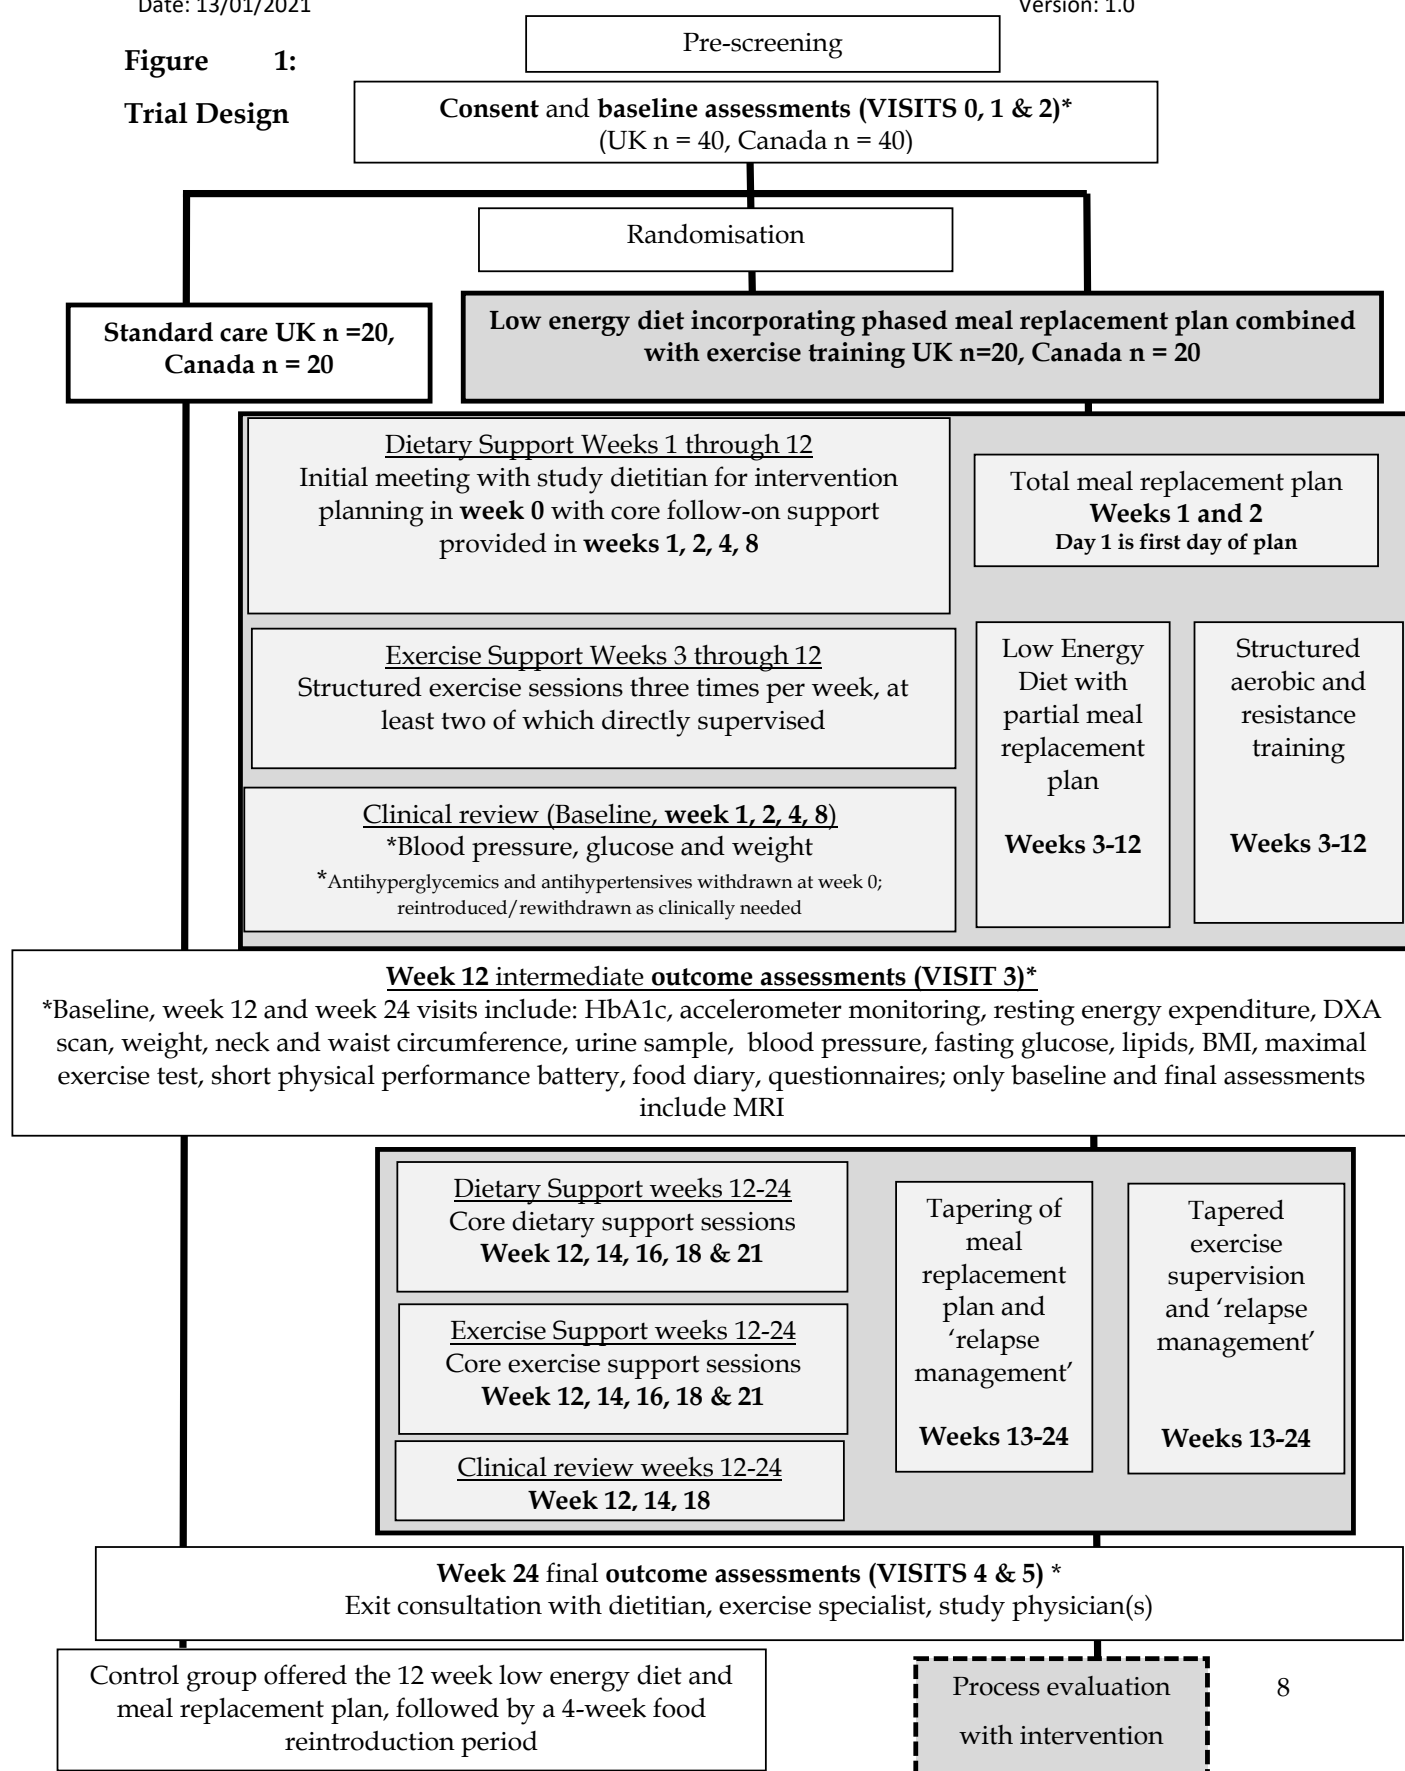 Date: 13/01/2021
Version: 1.0
Figure 1:
Trial Design
Pre-screening
Consent and baseline assessments (VISITS 0, 1 & 2)*
(UK n = 40, Canada n = 40)
Randomisation
Standard care UK n =20,
Canada n = 20
Low energy diet incorporating phased meal replacement plan combined
with exercise training UK n=20, Canada n = 20
Dietary Support Weeks 1 through 12
Initial meeting with study dietitian for intervention
planning in week 0 with core follow-on support
provided in weeks 1, 2, 4, 8
Total meal replacement plan
Weeks 1 and 2
Day 1 is first day of plan
Exercise Support Weeks 3 through 12
Structured exercise sessions three times per week, at
least two of which directly supervised
Low Energy
Diet with
partial meal
replacement
plan
Weeks 3-12
Structured
aerobic and
resistance
training
Weeks 3-12
Clinical review (Baseline, week 1, 2, 4, 8)
*Blood pressure, glucose and weight
*Antihyperglycemics and antihypertensives withdrawn at week 0;
reintroduced/rewithdrawn as clinically needed
Week 12 intermediate outcome assessments (VISIT 3)*
*Baseline, week 12 and week 24 visits include: HbA1c, accelerometer monitoring, resting energy expenditure, DXA
scan, weight, neck and waist circumference, urine sample, blood pressure, fasting glucose, lipids, BMI, maximal
exercise test, short physical performance battery, food diary, questionnaires; only baseline and final assessments
include MRI
Dietary Support weeks 12-24
Core dietary support sessions
Week 12, 14, 16, 18 & 21
Exercise Support weeks 12-24
Core exercise support sessions
Week 12, 14, 16, 18 & 21
Clinical review weeks 12-24
Week 12, 14, 18
Tapering of
meal
replacement
plan and
‘relapse
management’
Weeks 13-24
Tapered
exercise
supervision
and ‘relapse
management’
Weeks 13-24
Week 24 final outcome assessments (VISITS 4 & 5) *
Exit consultation with dietitian, exercise specialist, study physician(s)
Control group offered the 12 week low energy diet and
meal replacement plan, followed by a 4-week food
reintroduction period
Process evaluation
with intervention
8